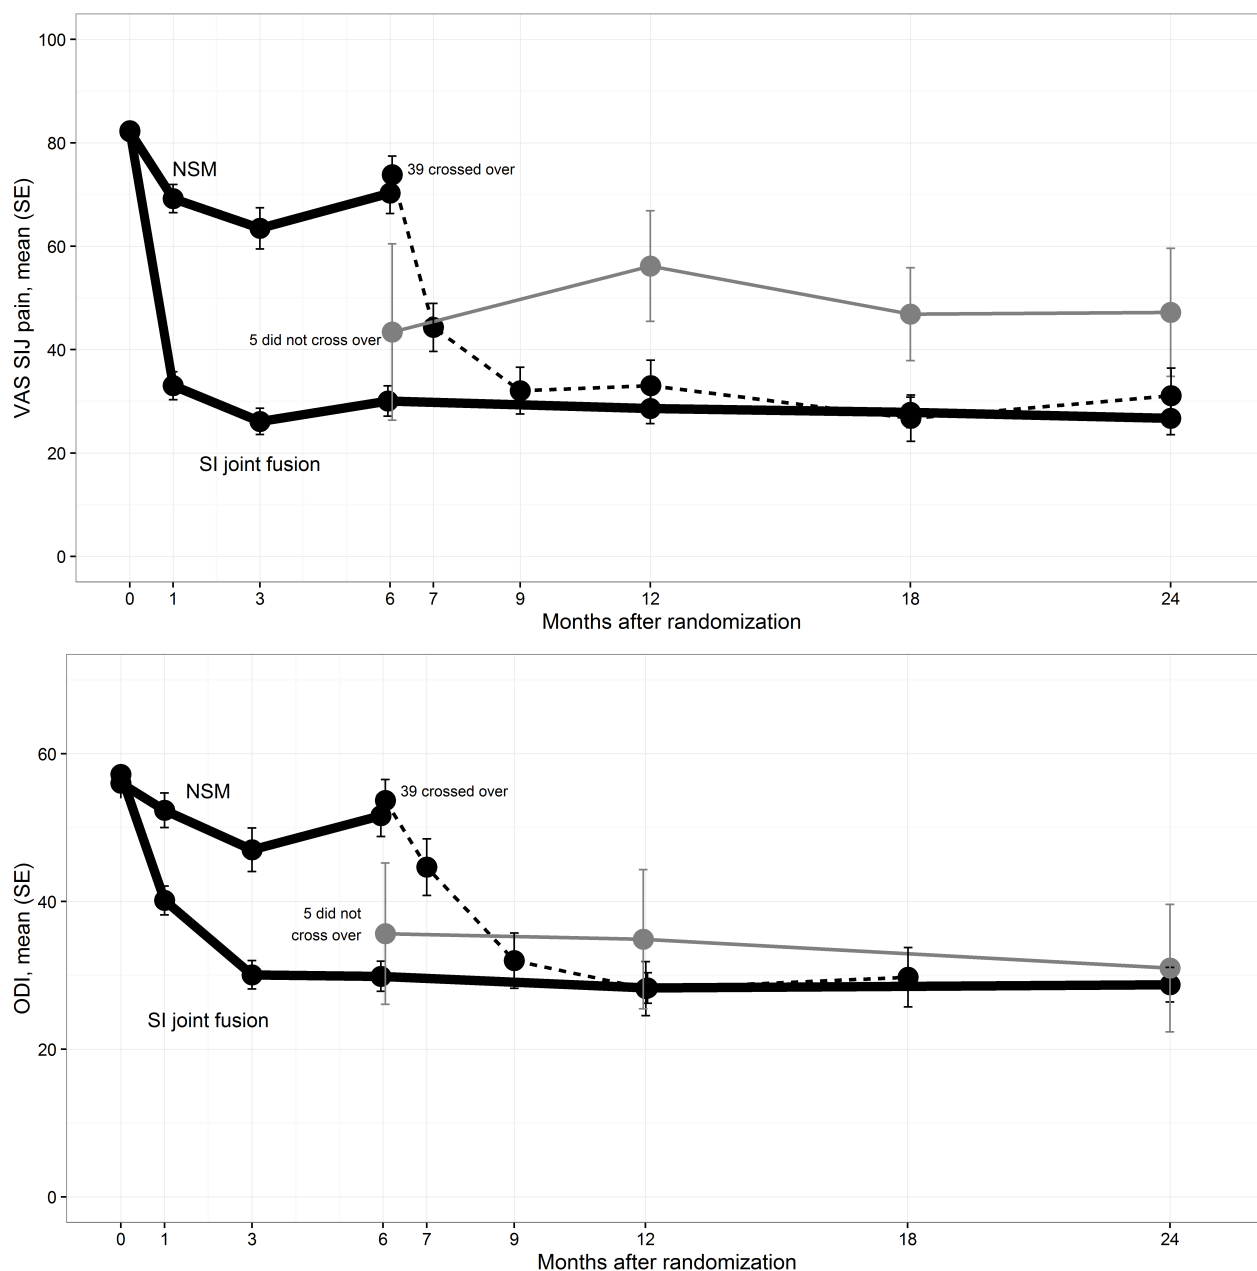 100
80
60
40
20
0
VAS SIJ pain, mean (SE)
NSM
39 crossed over
5 did not cross over
SI joint fusion
0 1 3 6 7 9 12 18 24
Months after randomization
60
40
20
0
ODI, mean (SE)
NSM
39 crossed over
5 did not
cross over
SI joint fusion
0 1 3 6 7 9 12 18 24
Months after randomization